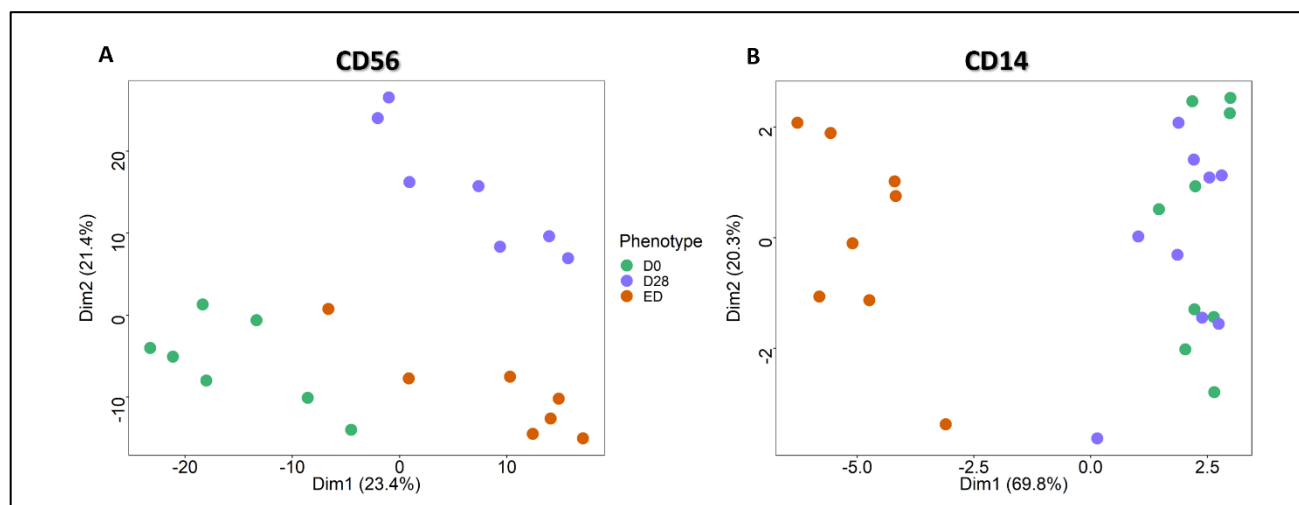 A
CD56
20
10
0
-10
Dim2 (21.4%)
-20
-10
0
10
Dim1 (23.4%)
Phenotype
D0
D28
ED
B
CD14
2
0
-2
Dim2 (20.3%)
-5.0
-2.5
0.0
2.5
Dim1 (69.8%)